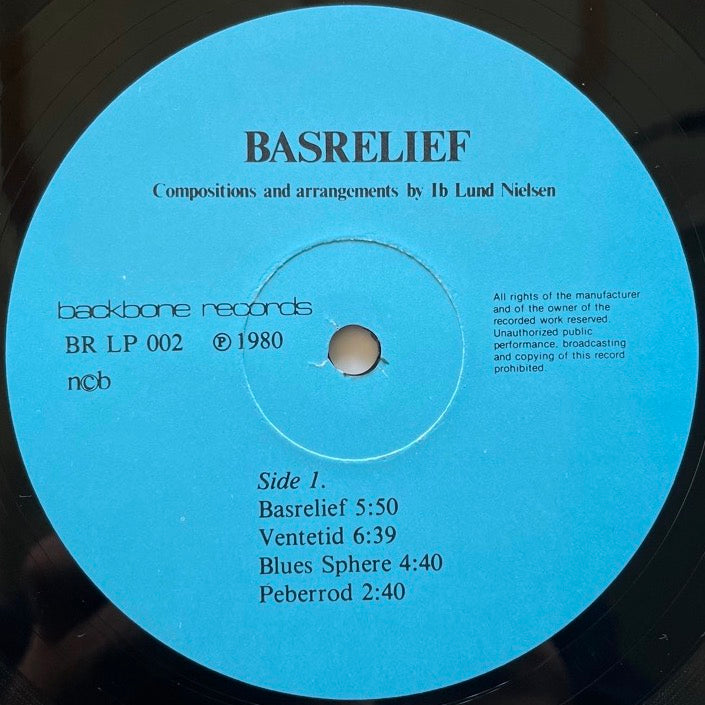 BASRELIEF
Compositions and arrangements by Ib Lund Nielsen
backbone records
BR LP 002 ℗ 1980
n©b
All rights of the manufacturer
and of the owner of the
recorded work reserved.
Unauthorized public
performance, broadcasting
and copying of this record
prohibited.
Side 1.
Basrelief 5:50
Ventetid 6:39
Blues Sphere 4:40
Peberrod 2:40